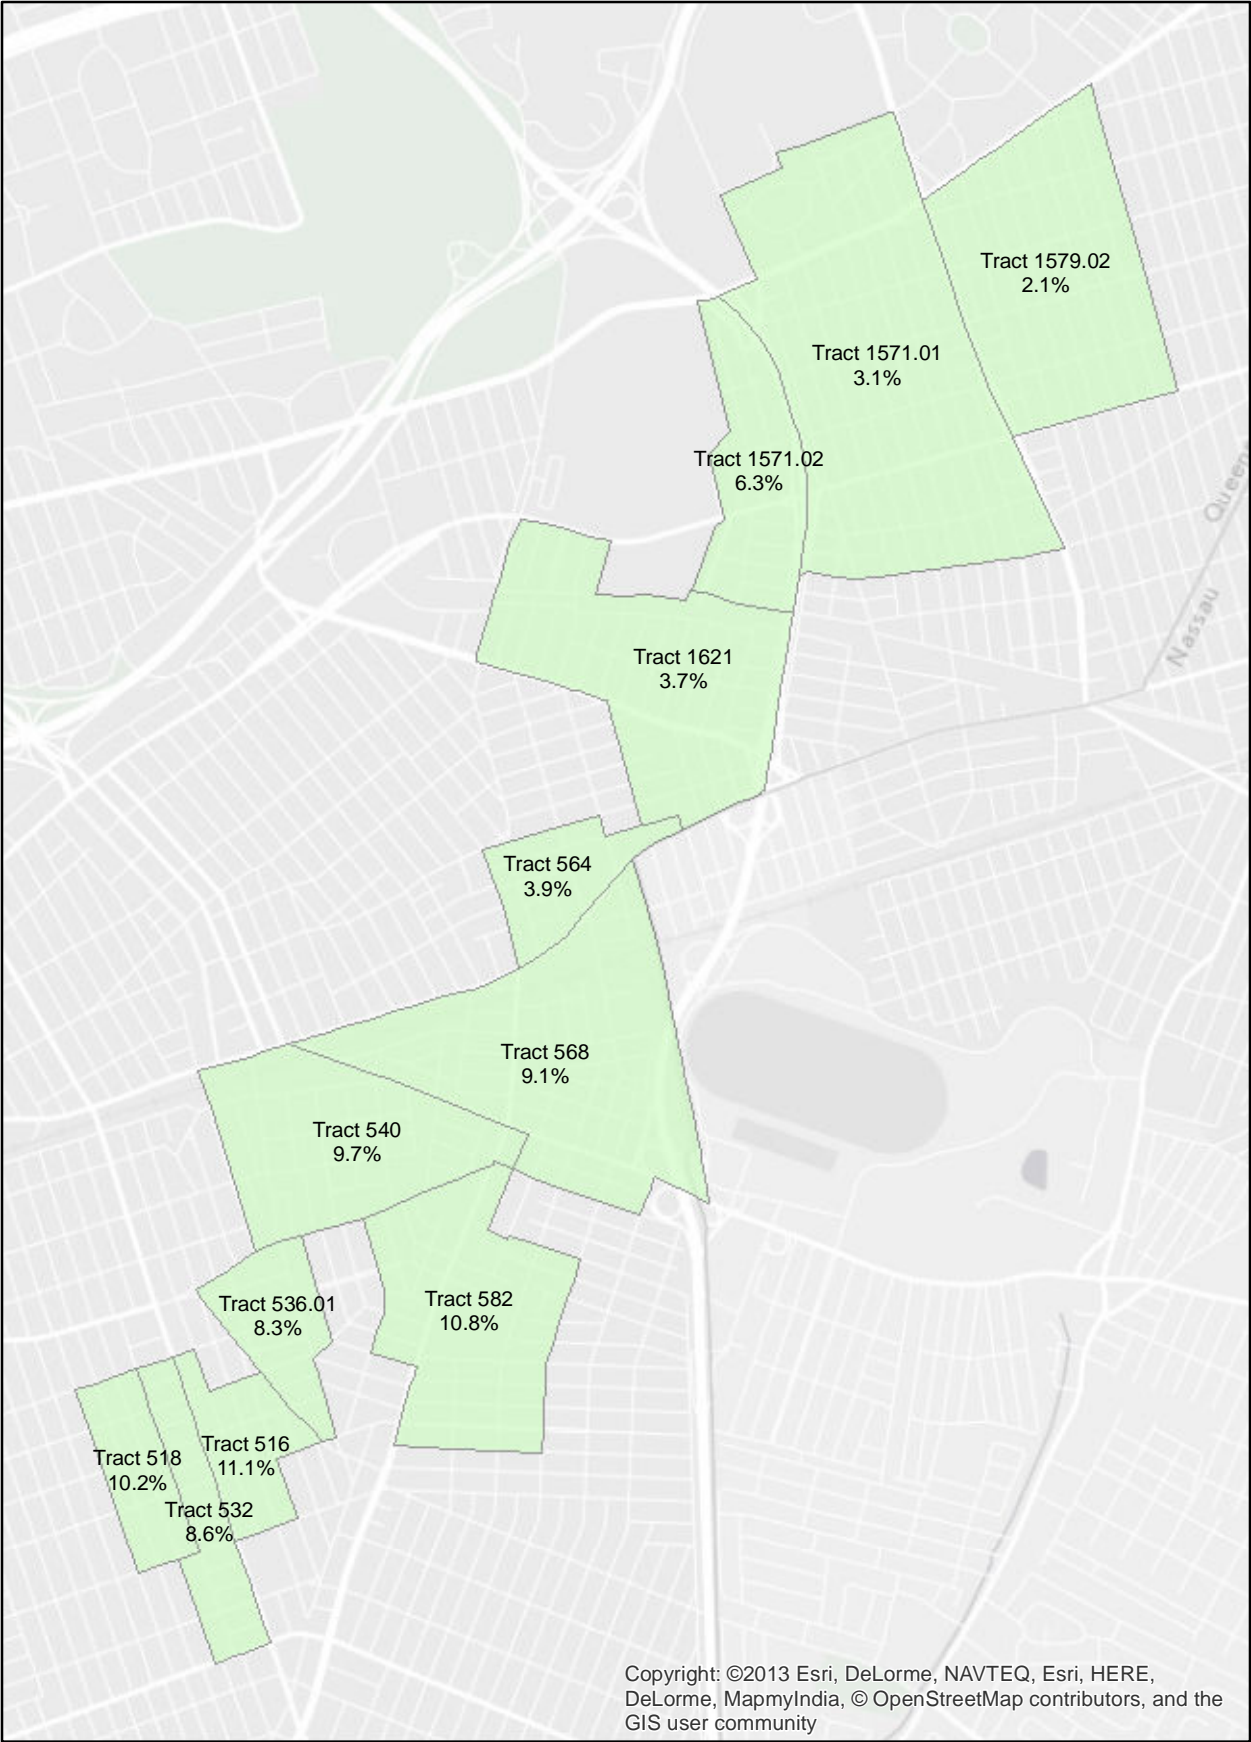 Tract 1579.02
2.1%
Tract 1571.01
3.1%
Tract 1571.02
6.3%
Queens
Nassau
Tract 1621
3.7%
Tract 564
3.9%
Tract 568
9.1%
Tract 540
9.7%
Tract 536.01
8.3%
Tract 582
10.8%
Tract 518
10.2%
Tract 516
11.1%
Tract 532
8.6%
Copyright: ©2013 Esri, DeLorme, NAVTEQ, Esri, HERE,
DeLorme, MapmyIndia, © OpenStreetMap contributors, and the
GIS user community